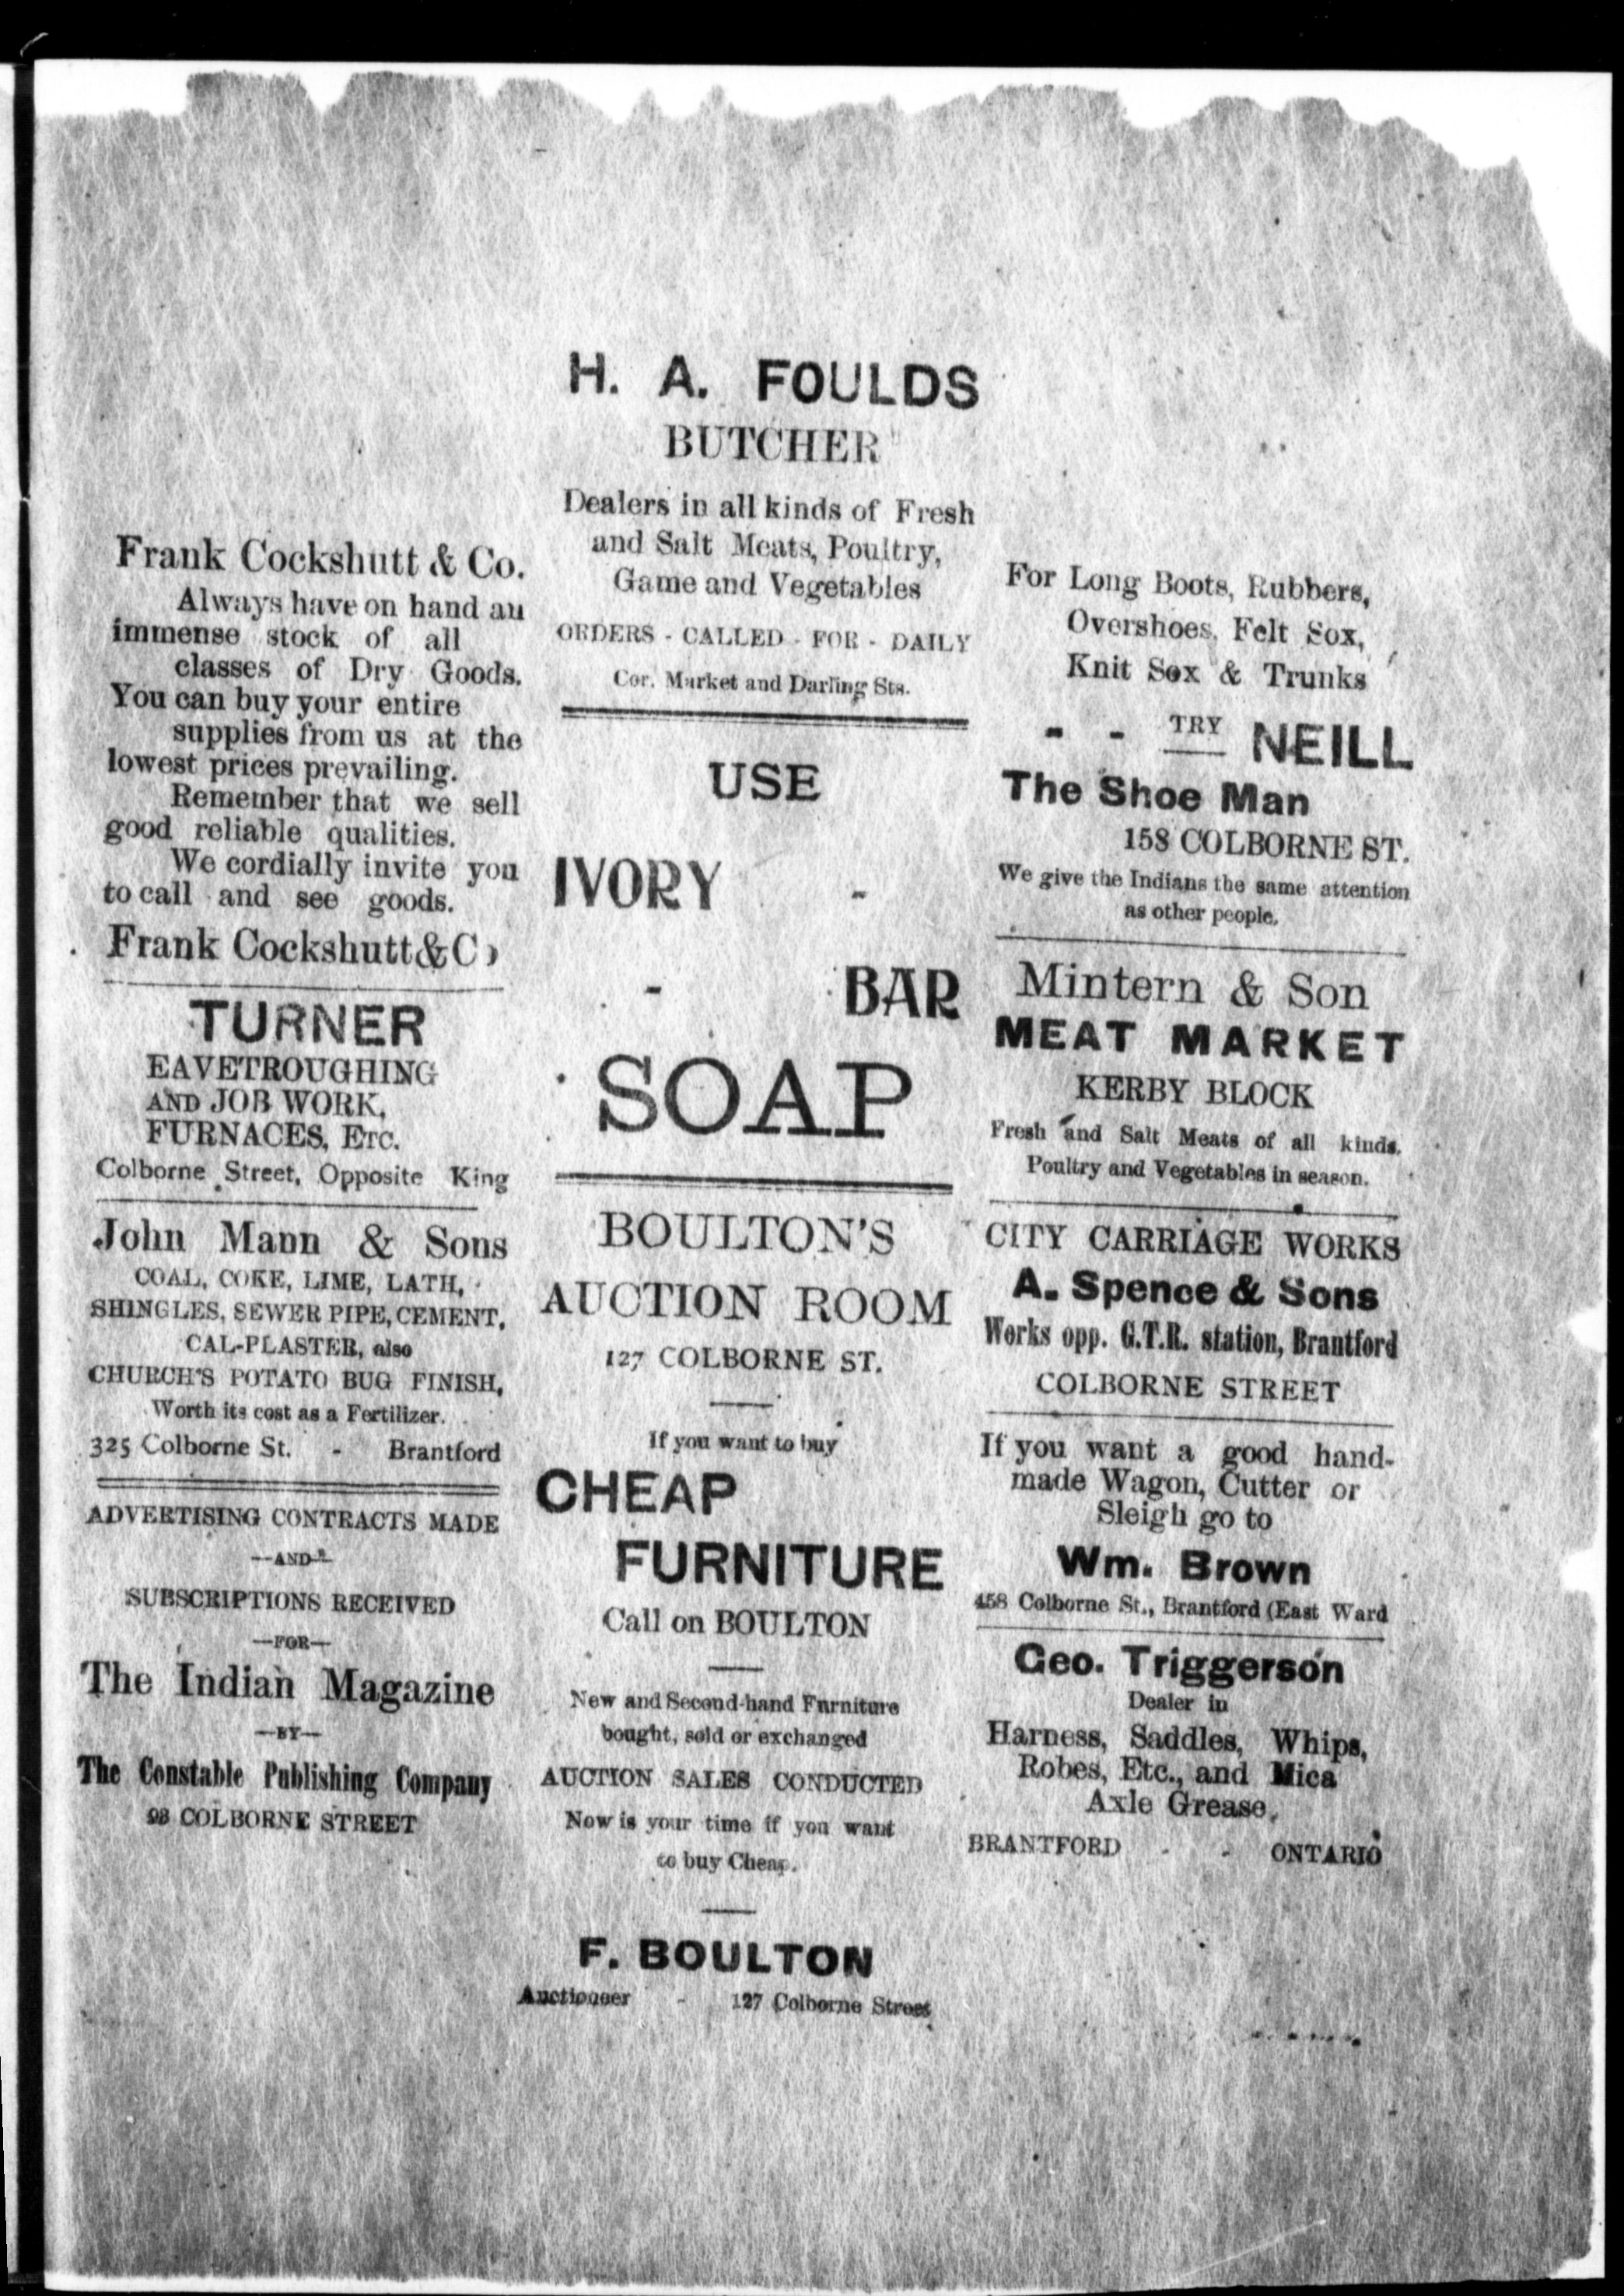 Frank Cockshutt & Co.
Always have on hand an
immense stock of all
classes of Dry Goods.
You can buy your entire
supplies from us at the
lowest prices prevailing.
Remember that we sell
good reliable qualities.
We cordially invite you
to call and see goods.
Frank Cockshutt & Co
TURNER
EAVETROUGHING
AND JOB WORK,
FURNACES, ETC.
Colborne Street, Opposite King
John Mann & Sons
COAL, COKE, LIME, LATH,
SHINGLES, SEWER PIPE, CEMENT,
CAL-PLASTER, also
CHURCH'S POTATO BUG FINISH,
Worth its cost as a Fertilizer.
325 Colborne St. - Brantford
ADVERTISING CONTRACTS MADE
—AND—
SUBSCRIPTIONS RECEIVED
—FOR—
The Indian Magazine
—BY—
The Constable Publishing Company
COLBORNE STREET
H. A. FOULDS
BUTCHER
Dealers in all kinds of Fresh
and Salt Meats, Poultry,
Game and Vegetables
ORDERS - CALLED - FOR - DAILY
Cor. Market and Darling Sts.
USE
IVORY -
- BAR
SOAP
BOULTON'S
AUCTION ROOM
127 COLBORNE ST.
If you want to buy
CHEAP
FURNITURE
Call on BOULTON
New and Second-hand Furniture
bought, sold or exchanged
AUCTION SALES CONDUCTED
Now is your time if you want
to buy Cheap.
F. BOULTON
Auctioneer - 127 Colborne Street
For Long Boots, Rubbers,
Overshoes, Felt Sox,
Knit Sox & Trunks
- - TRY NEILL
The Shoe Man
158 COLBORNE ST.
We give the Indians the same attention
as other people.
Mintern & Son
MEAT MARKET
KERBY BLOCK
Fresh and Salt Meats of all kinds.
Poultry and Vegetables in season.
CITY CARRIAGE WORKS
A. Spence & Sons
Works opp. G.T.R. station, Brantford
COLBORNE STREET
If you want a good hand-
made Wagon, Cutter or
Sleigh go to
Wm. Brown
458 Colborne St., Brantford (East Ward
Geo. Triggerson
Dealer in
Harness, Saddles, Whips,
Robes, Etc., and Mica
Axle Grease.
BRANTFORD - - ONTARIO